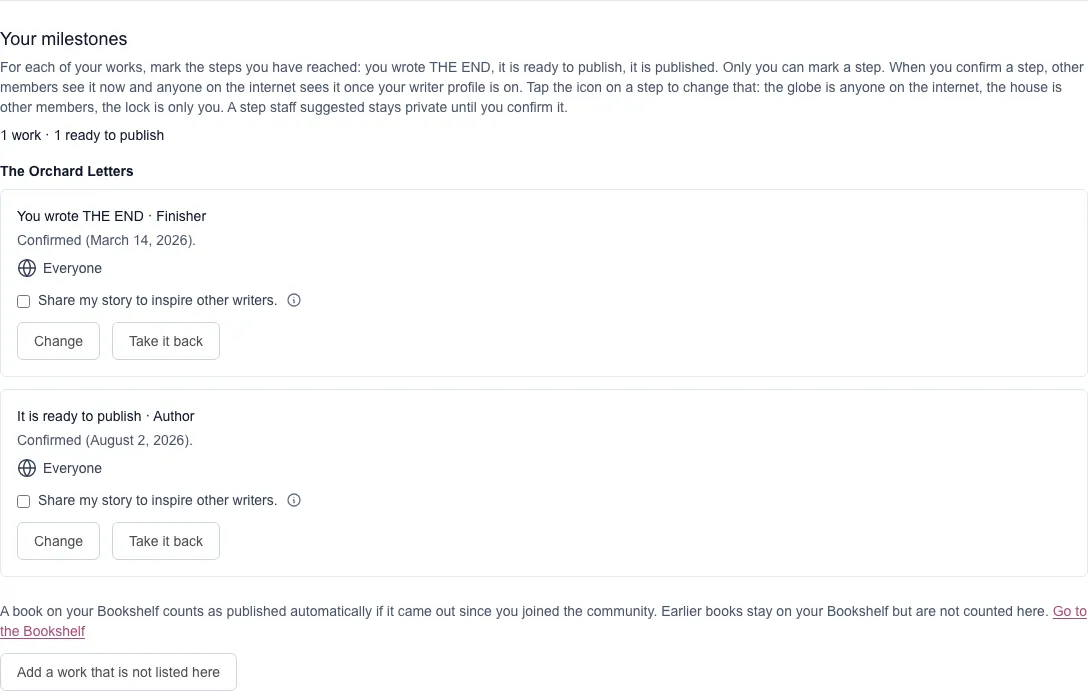 Your milestones
For each of your works, mark the steps you have reached: you wrote THE END, it is ready to publish, it is published. Only you can mark a step. When you confirm a step, other
members see it now and anyone on the internet sees it once your writer profile is on. Tap the icon on a step to change that: the globe is anyone on the internet, the house is
other members, the lock is only you. A step staff suggested stays private until you confirm it.
1 work · 1 ready to publish
The Orchard Letters
You wrote THE END · Finisher
Confirmed (March 14, 2026).
Everyone
Share my story to inspire other writers.
Change Take it back
It is ready to publish · Author
Confirmed (August 2, 2026).
Everyone
Share my story to inspire other writers.
Change Take it back
A book on your Bookshelf counts as published automatically if it came out since you joined the community. Earlier books stay on your Bookshelf but are not counted here. Go to
the Bookshelf
Add a work that is not listed here